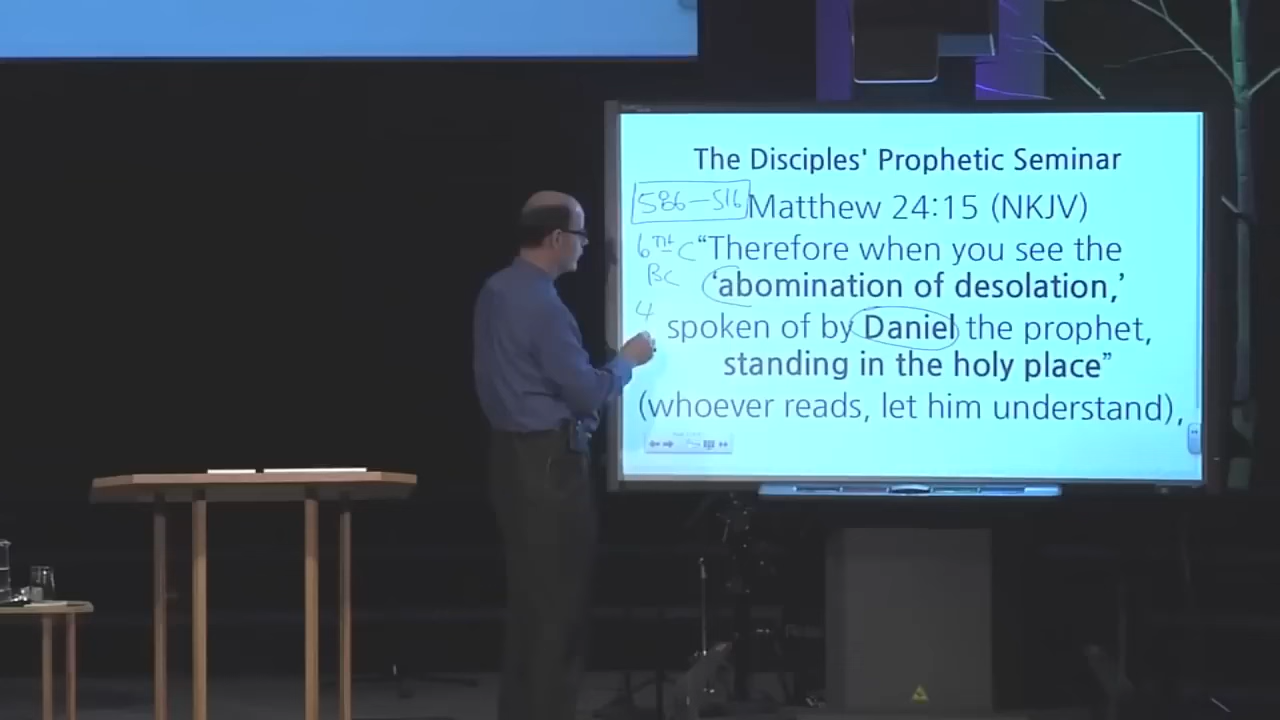 The Disciples' Prophetic Seminar
586-516 Matthew 24:15 (NKJV)
6th C "Therefore when you see the
BC 'abomination of desolation,'
4
spoken of by Daniel the prophet,
standing in the holy place"
(whoever reads, let him understand),